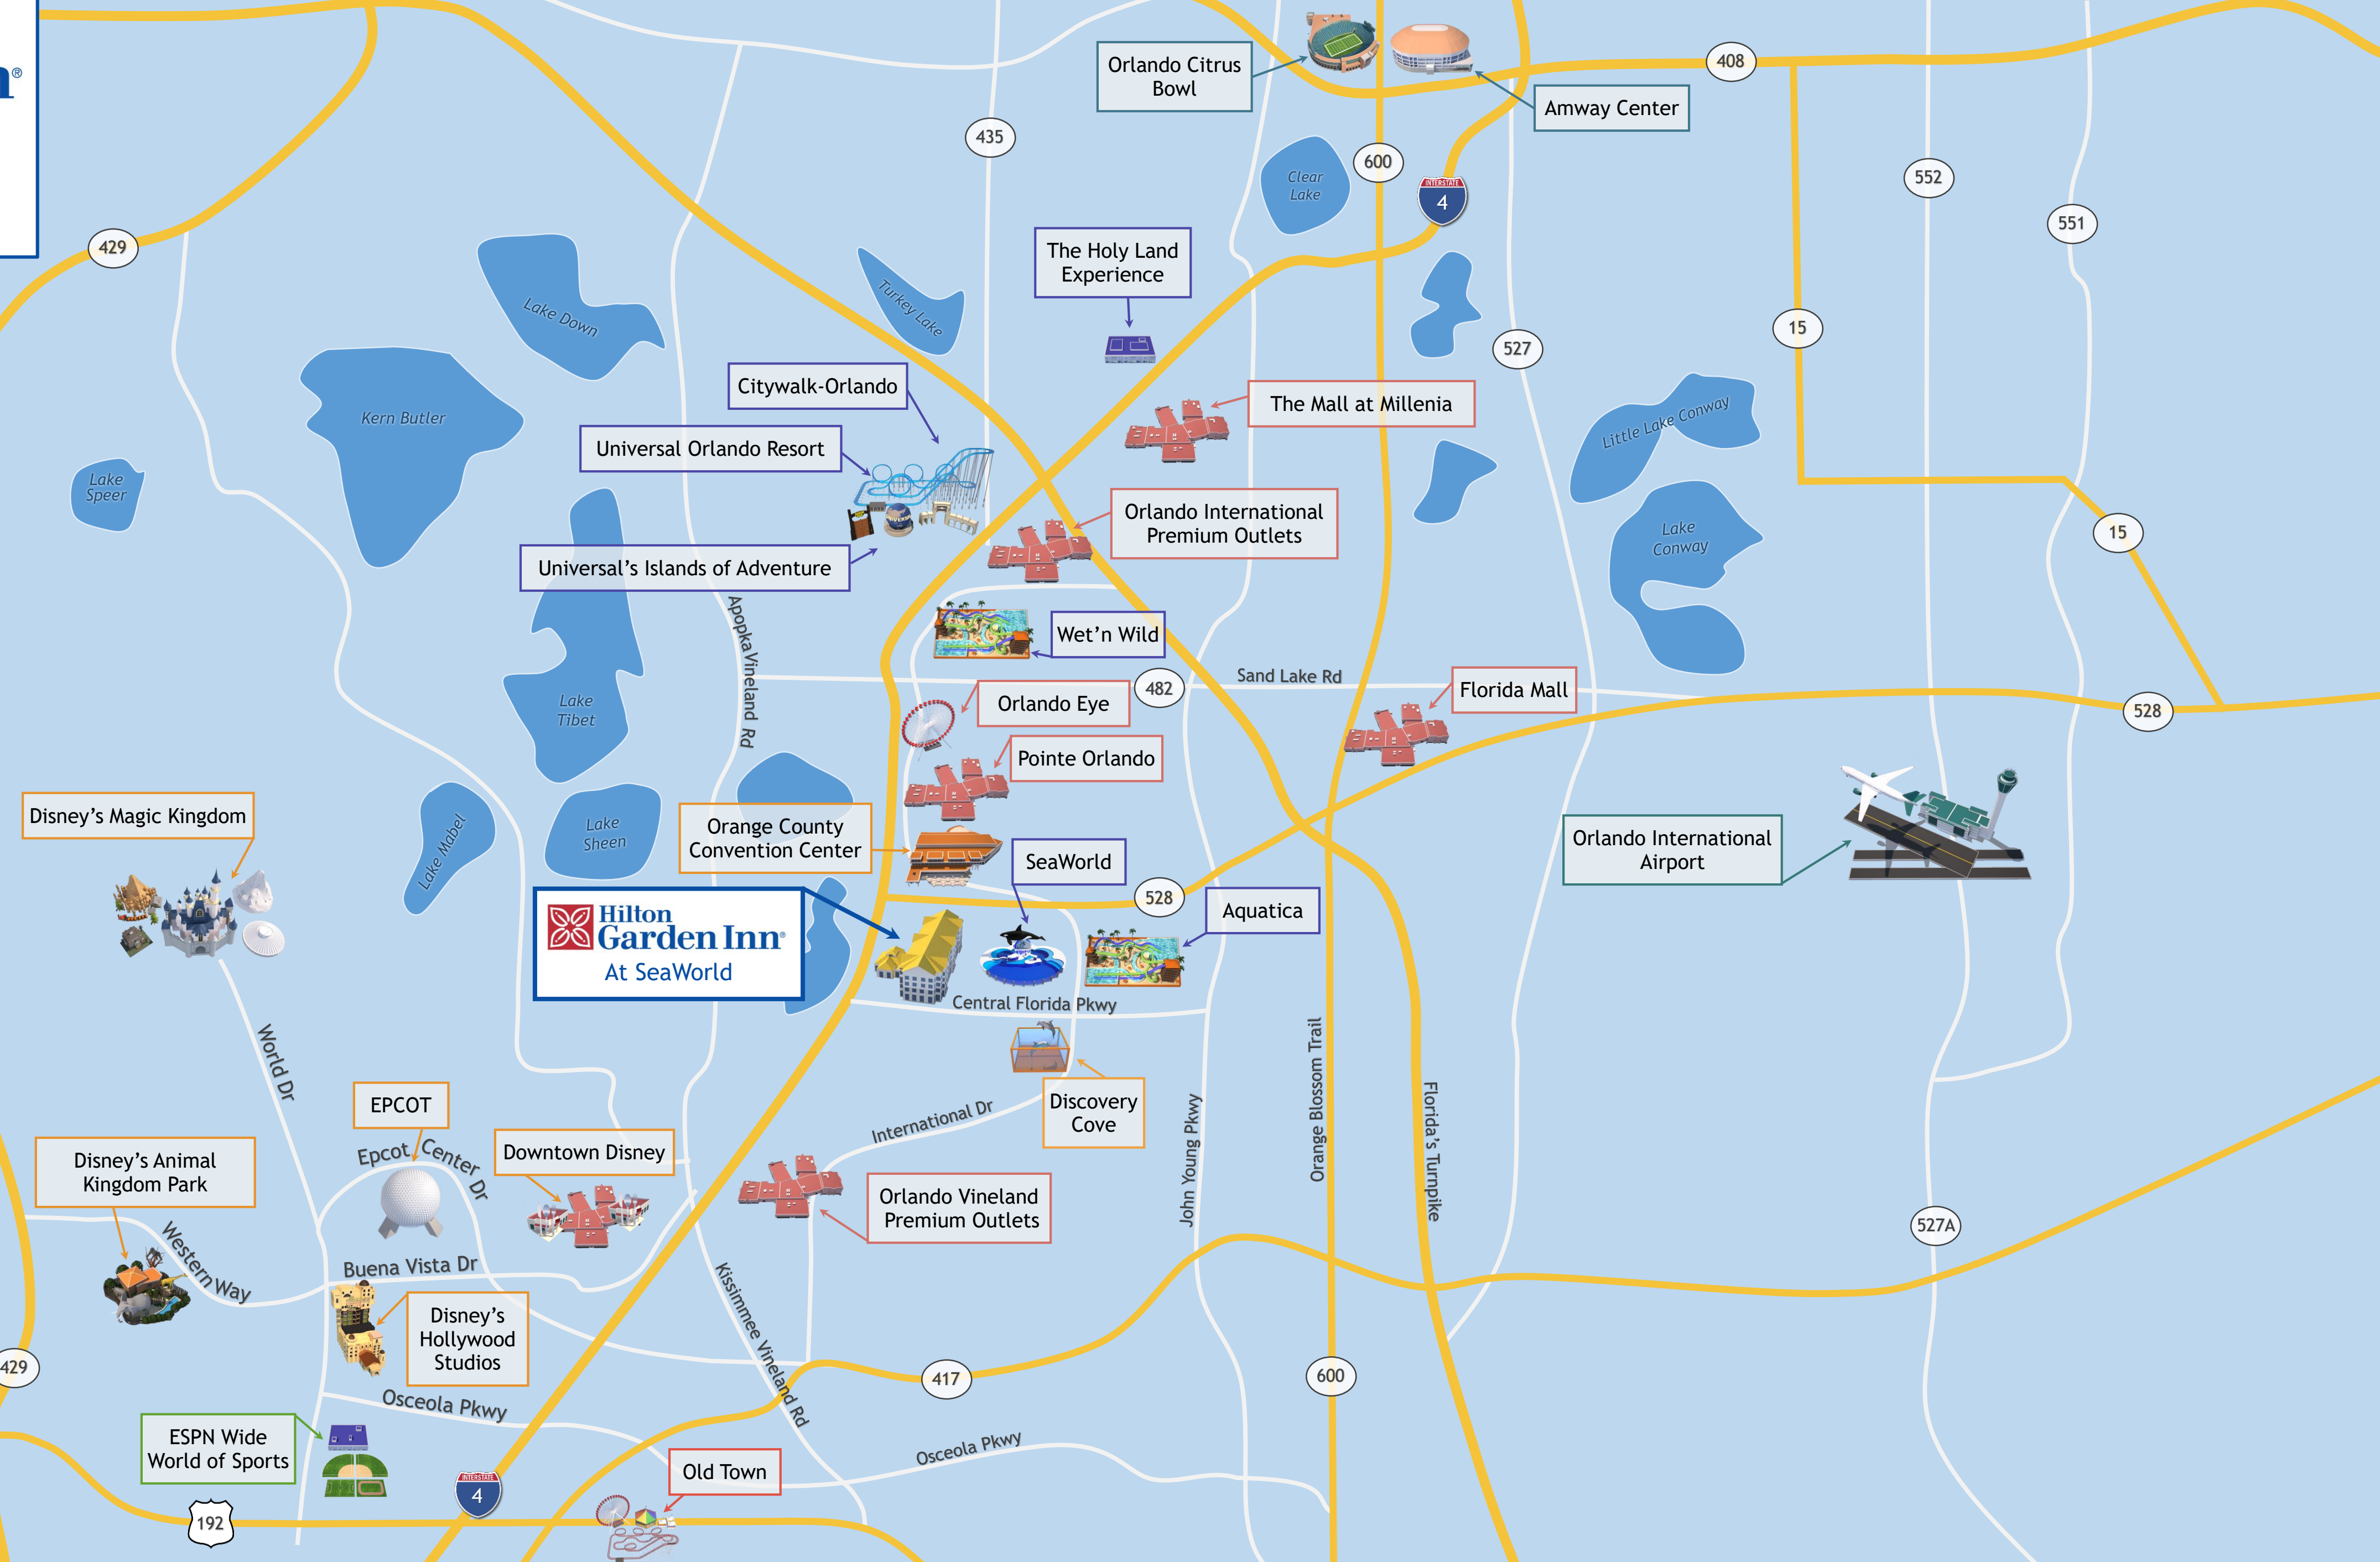 n®
Orlando Citrus
Bowl
Amway Center
408
435
600
INTERSTATE
4
Clear
Lake
552
551
429
The Holy Land
Experience
Lake Down
Turkey Lake
15
527
Citywalk-Orlando
The Mall at Millenia
Kern Butler
Little Lake Conway
Universal Orlando Resort
Lake
Speer
Orlando International
Premium Outlets
Lake
Conway
15
Universal's Islands of Adventure
Apopka Vineland Rd
Wet'n Wild
Sand Lake Rd
482
Orlando Eye
Florida Mall
Lake
Tibet
528
Pointe Orlando
Disney's Magic Kingdom
Lake Mabel
Lake
Sheen
Orange County
Convention Center
SeaWorld
Orlando International
Airport
528
Aquatica
Hilton
Garden Inn®
At SeaWorld
Central Florida Pkwy
World Dr
Orange Blossom Trail
Florida's Turnpike
John Young Pkwy
EPCOT
Discovery
Cove
International Dr
Epcot Center Dr
Downtown Disney
Disney's Animal
Kingdom Park
Orlando Vineland
Premium Outlets
527A
Western Way
Buena Vista Dr
Kissimmee Vineland Rd
Disney's
Hollywood
Studios
429
417
600
Osceola Pkwy
ESPN Wide
World of Sports
Osceola Pkwy
Old Town
INTERSTATE
4
192